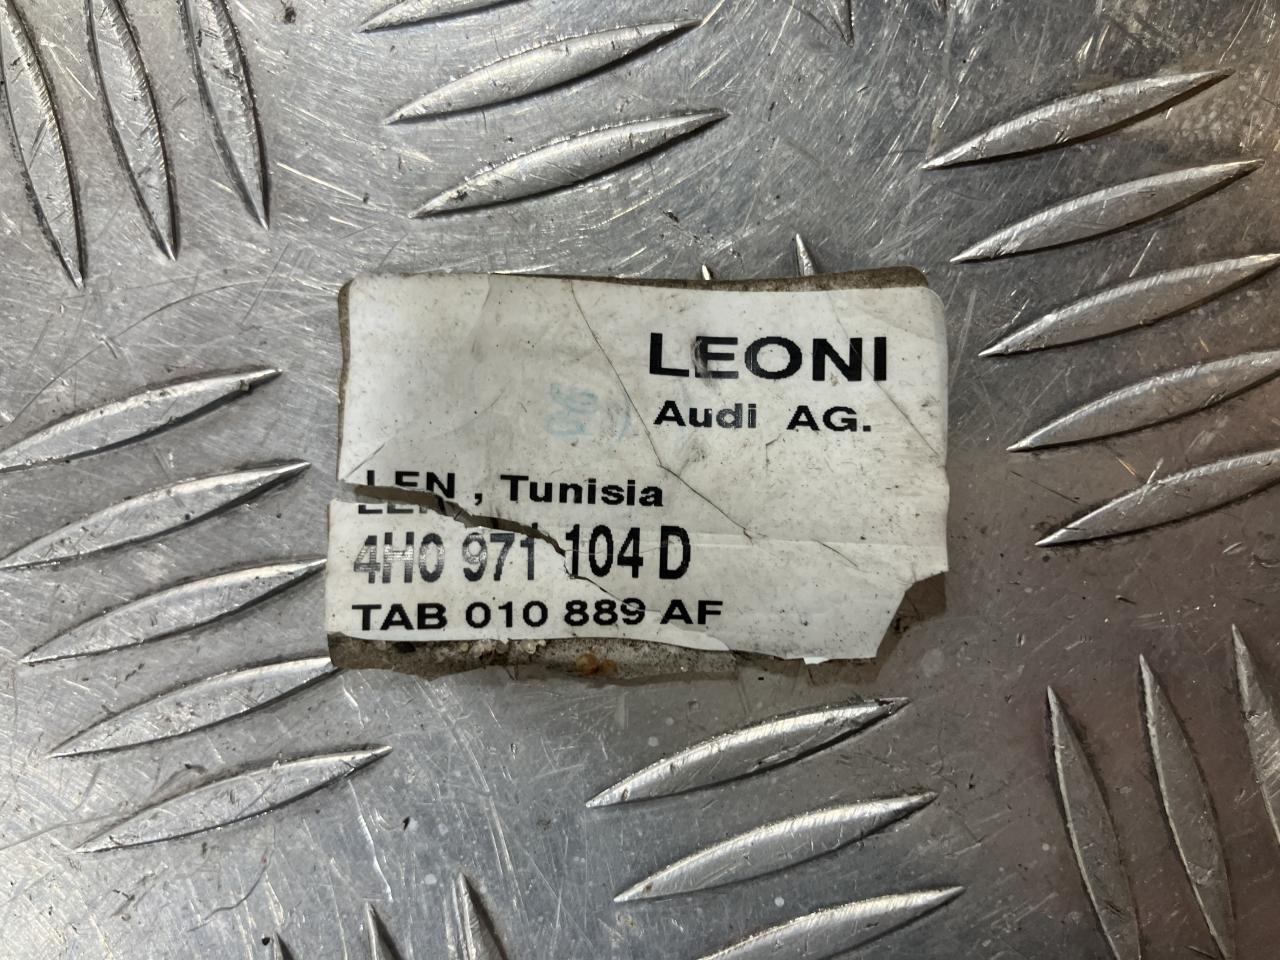 LEONI
Audi AG.
LEN, Tunisia
4H0 971 104 D
TAB 010 889 AF